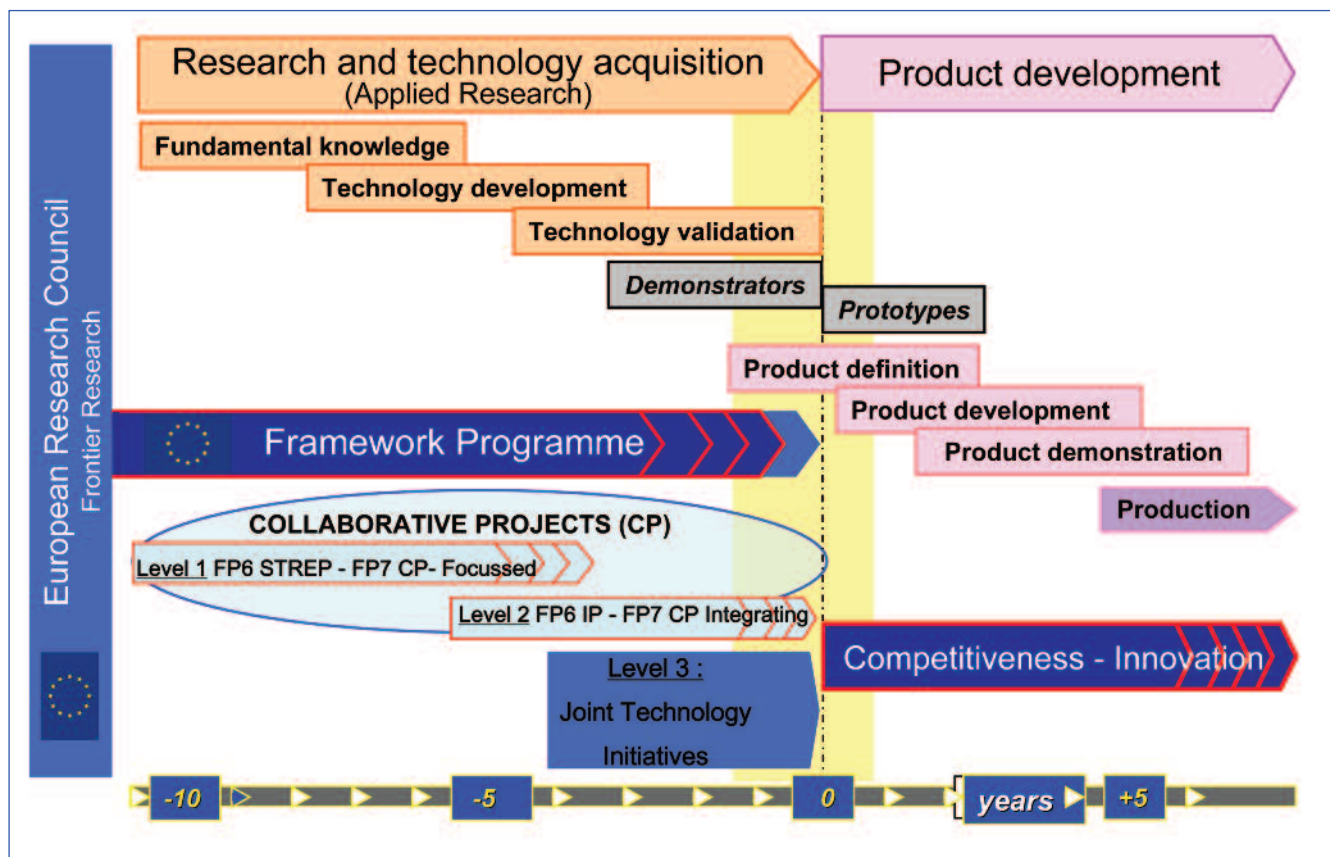 European Research Council
Frontier Research
Research and technology acquisition
(Applied Research)
Product development
Fundamental knowledge
Technology development
Technology validation
Demonstrators
Prototypes
Product definition
Product development
Product demonstration
Production
Framework Programme
COLLABORATIVE PROJECTS (CP)
Level 1 FP6 STREP - FP7 CP- Focussed
Level 2 FP6 IP - FP7 CP Integrating
Competitiveness - Innovation
Level 3 :
Joint Technology
Initiatives
-10 -5 0 years +5